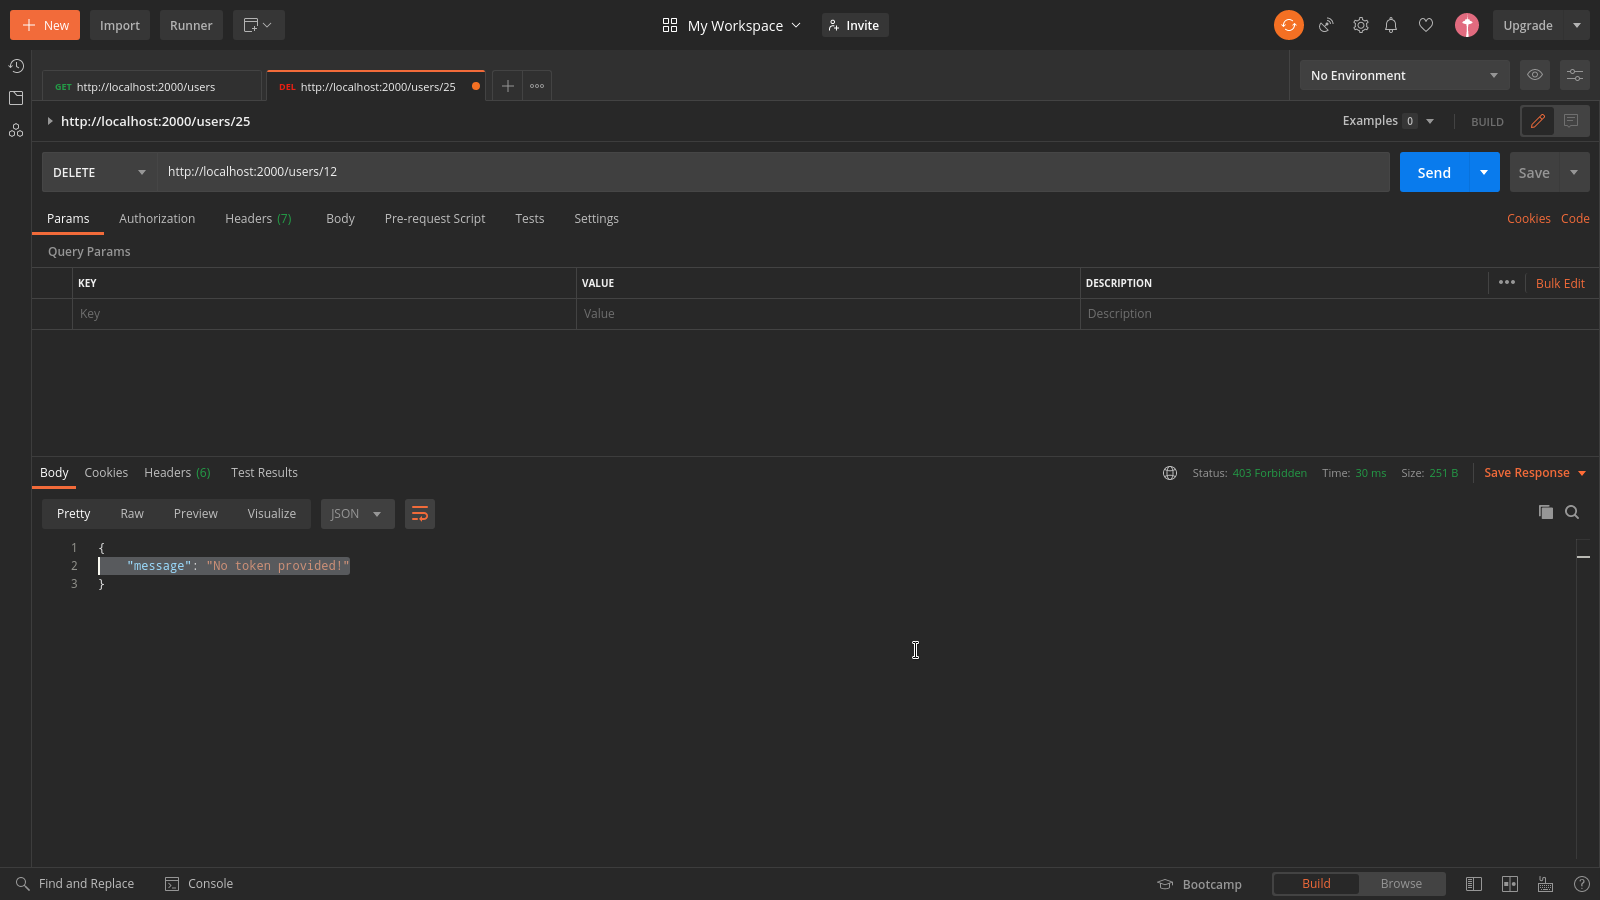 New Import Runner My Workspace Invite Upgrade
GET http://localhost:2000/users DEL http://localhost:2000/users/25 No Environment
http://localhost:2000/users/25 Examples 0 BUILD
DELETE http://localhost:2000/users/12 Send Save
Params Authorization Headers (7) Body Pre-request Script Tests Settings Cookies Code
Query Params
KEY VALUE DESCRIPTION Bulk Edit
Key Value Description
Body Cookies Headers (6) Test Results Status: 403 Forbidden Time: 30 ms Size: 251 B Save Response
Pretty Raw Preview Visualize JSON
1 {
2 "message": "No token provided!"
3 }
Find and Replace Console Bootcamp Build Browse